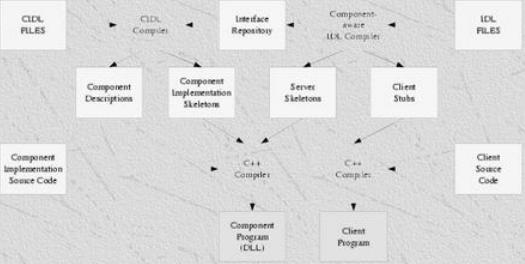 CIDL
FILES
CIDL
Compiler
Interface
Repository
Component-
aware
IDL Compiler
IDL
FILES
Component
Descriptions
Component
Implementation
Skeletons
Server
Skeletons
Client
Stubs
Component
Implementation
Source Code
C++
Compiler
C++
Compiler
Client
Source
Code
Component
Program
(DLL)
Client
Program